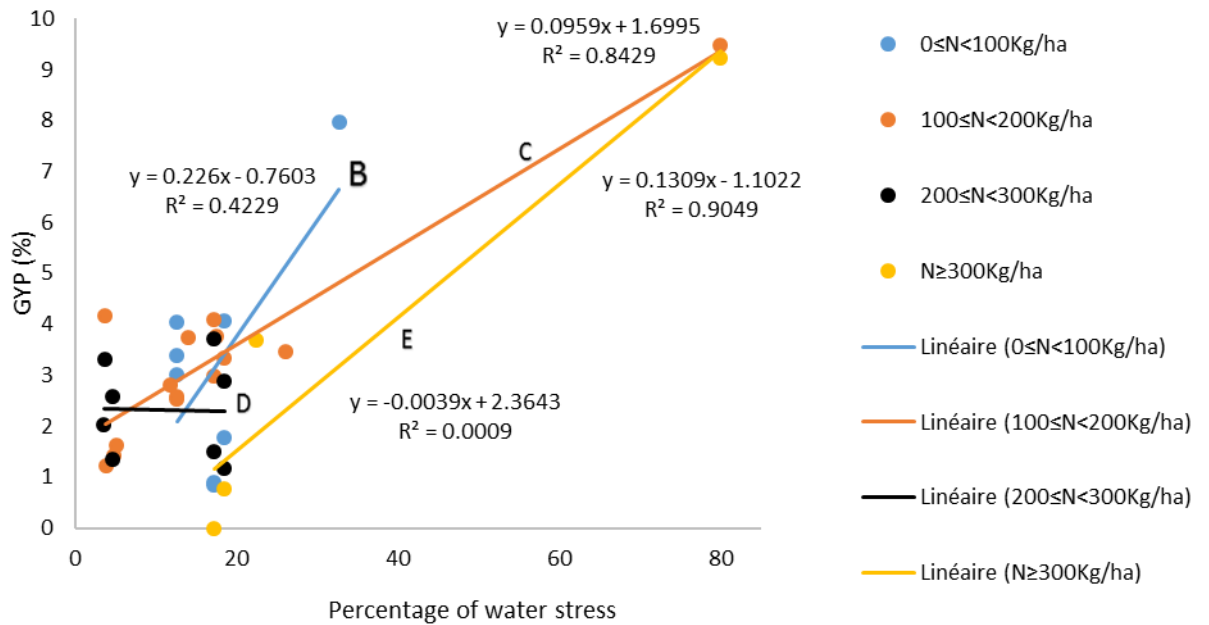 GYP (%)
10
9
8
7
6
5
4
3
2
1
0
0 20 40 60 80
Percentage of water stress
y = 0.0959x + 1.6995
R² = 0.8429
y = 0.226x - 0.7603
R² = 0.4229
B
C
y = 0.1309x - 1.1022
R² = 0.9049
E
D
y = -0.0039x + 2.3643
R² = 0.0009
0≤N<100Kg/ha
100≤N<200Kg/ha
200≤N<300Kg/ha
N≥300Kg/ha
Linéaire (0≤N<100Kg/ha)
Linéaire (100≤N<200Kg/ha)
Linéaire (200≤N<300Kg/ha)
Linéaire (N≥300Kg/ha)